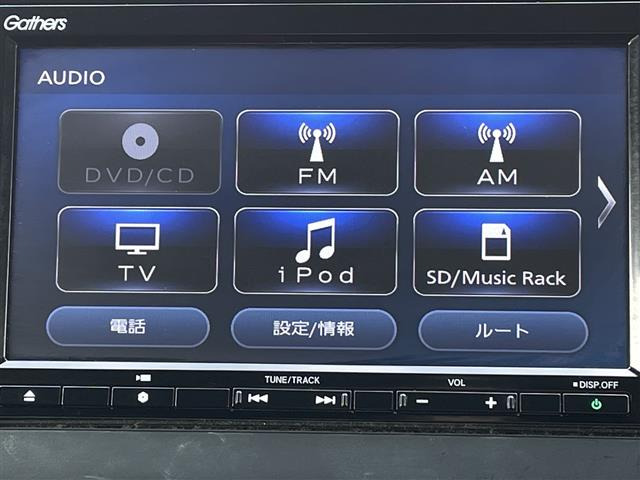 Gathers
AUDIO
DVD/CD
FM
AM
TV
iPod
SD/Music Rack
電話
設定/情報
ルート
TUNE/TRACK
VOL
DISP.OFF